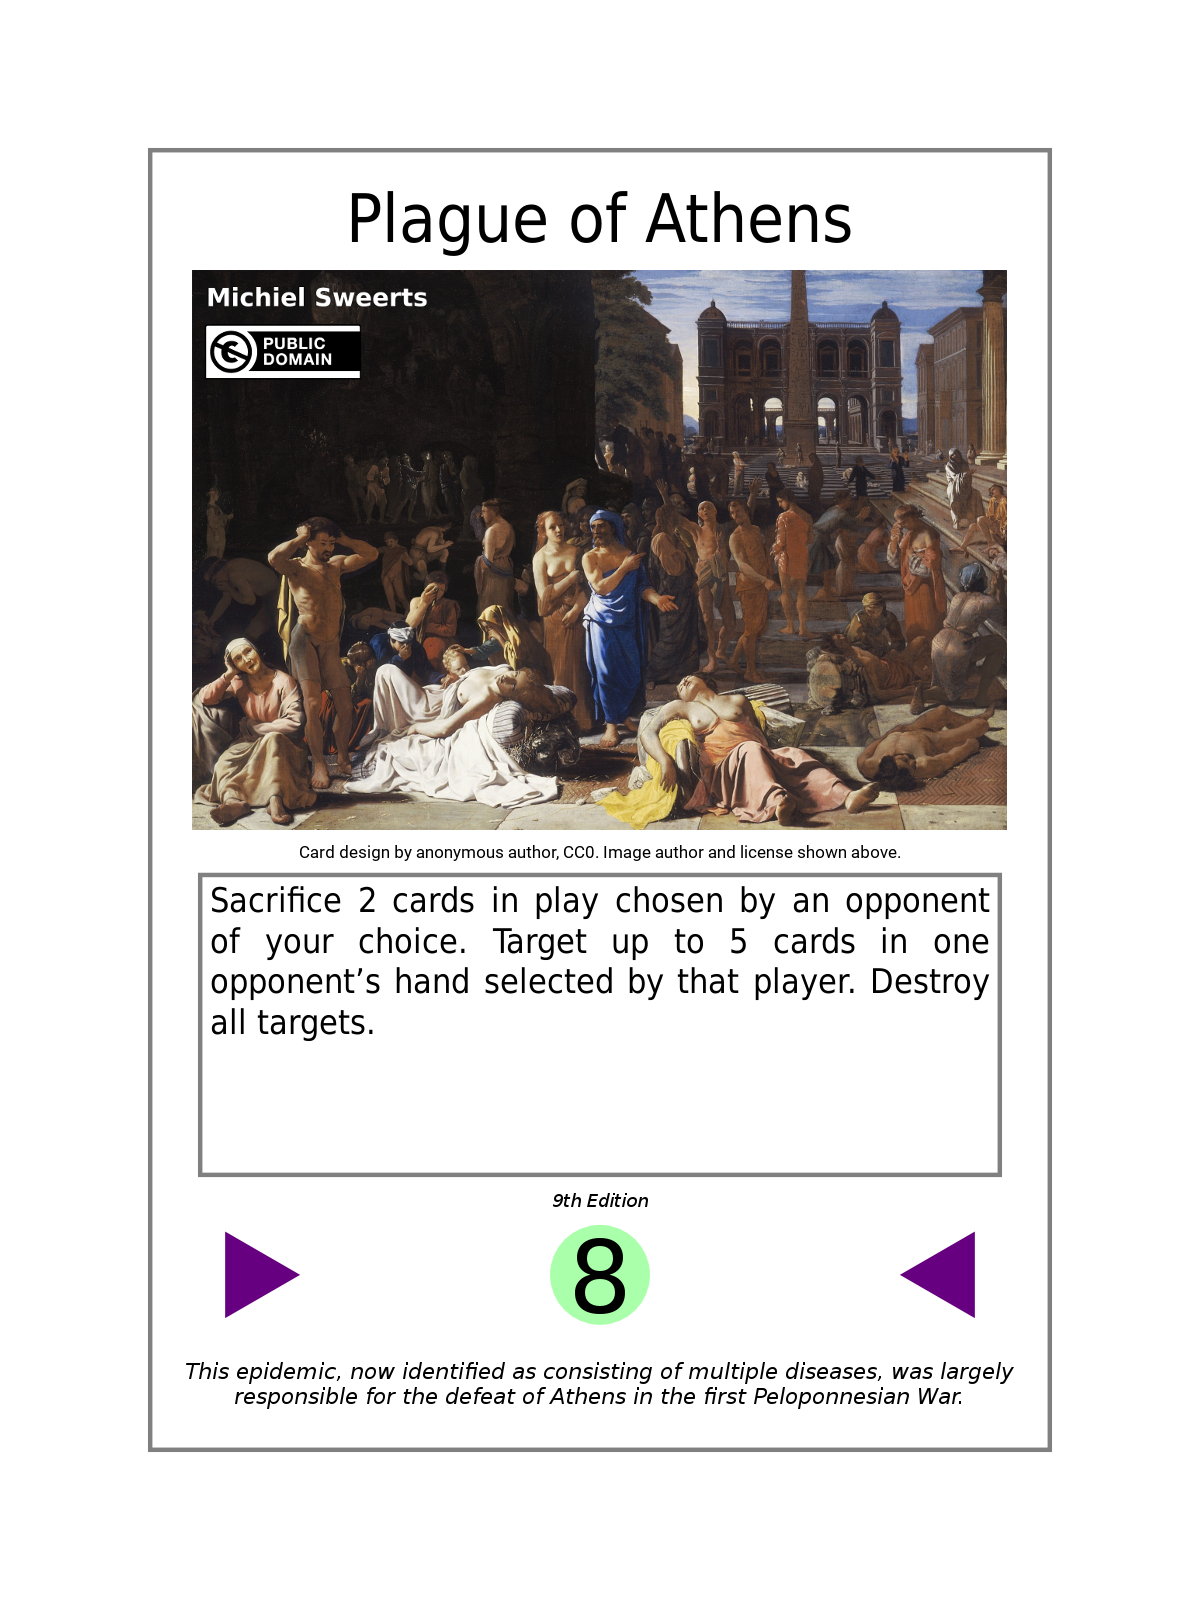 Plague of Athens
Michiel Sweerts
PUBLIC
DOMAIN
Card design by anonymous author, CC0. Image author and license shown above.
Sacrifice 2 cards in play chosen by an opponent
of your choice. Target up to 5 cards in one
opponent’s hand selected by that player. Destroy
all targets.
9th Edition
8
This epidemic, now identified as consisting of multiple diseases, was largely
responsible for the defeat of Athens in the first Peloponnesian War.